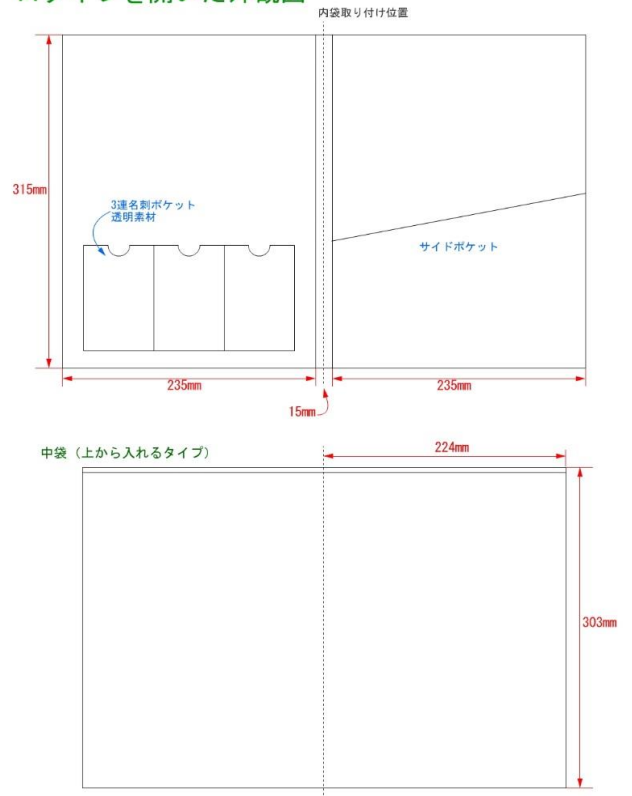 内袋取り付け位置
315mm
3連名刺ポケット
透明素材
サイドポケット
235mm
235mm
15mm
中袋（上から入れるタイプ）
224mm
303mm